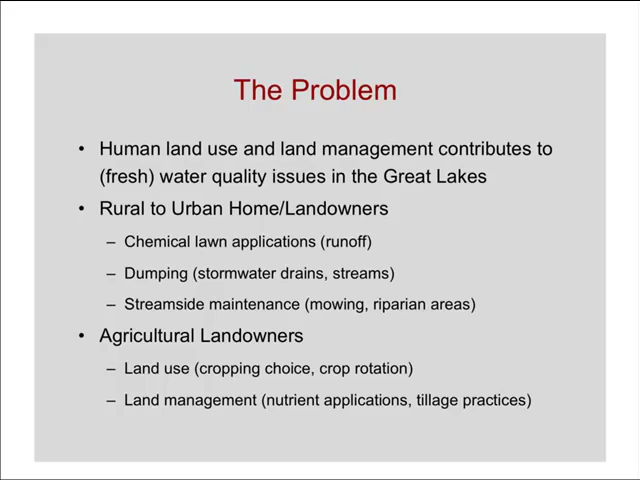 The Problem
• Human land use and land management contributes to
(fresh) water quality issues in the Great Lakes
• Rural to Urban Home/Landowners
– Chemical lawn applications (runoff)
– Dumping (stormwater drains, streams)
– Streamside maintenance (mowing, riparian areas)
• Agricultural Landowners
– Land use (cropping choice, crop rotation)
– Land management (nutrient applications, tillage practices)